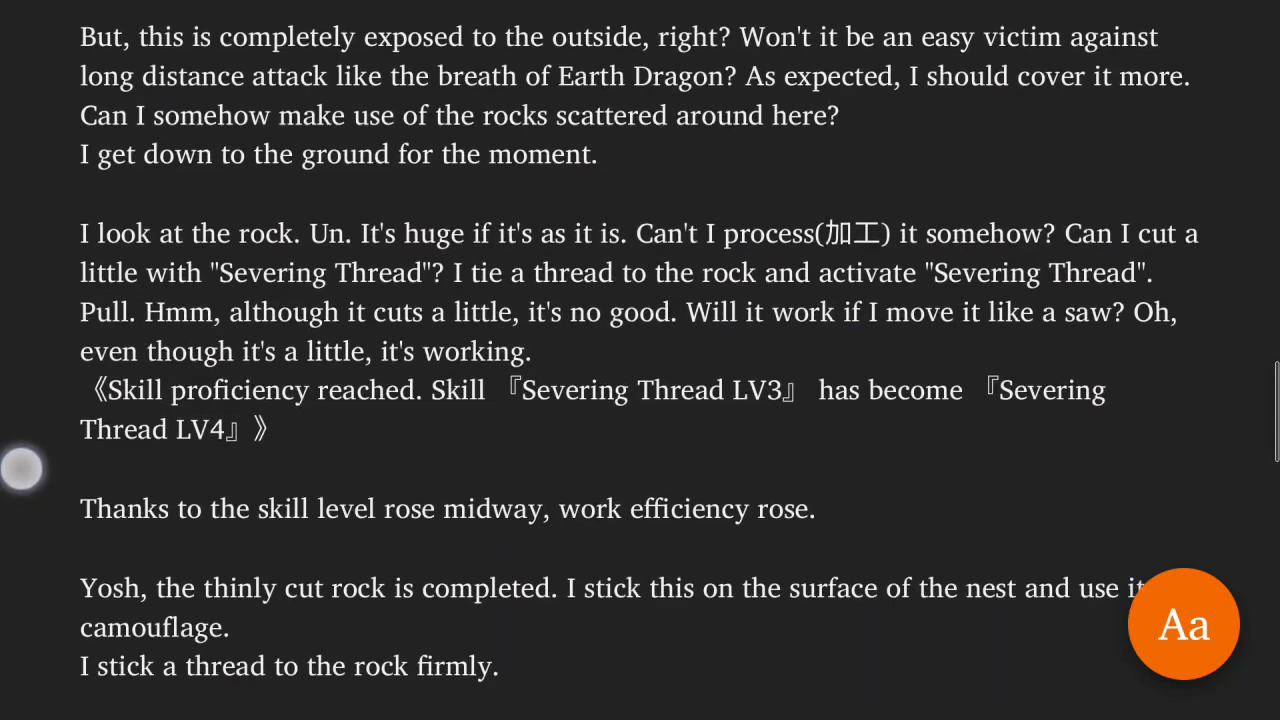 But, this is completely exposed to the outside, right? Won't it be an easy victim against
long distance attack like the breath of Earth Dragon? As expected, I should cover it more.
Can I somehow make use of the rocks scattered around here?
I get down to the ground for the moment.
I look at the rock. Un. It's huge if it's as it is. Can't I process(加工) it somehow? Can I cut a
little with "Severing Thread"? I tie a thread to the rock and activate "Severing Thread".
Pull. Hmm, although it cuts a little, it's no good. Will it work if I move it like a saw? Oh,
even though it's a little, it's working.
《Skill proficiency reached. Skill 『Severing Thread LV3』 has become 『Severing
Thread LV4』》
Thanks to the skill level rose midway, work efficiency rose.
Yosh, the thinly cut rock is completed. I stick this on the surface of the nest and use it
camouflage.
I stick a thread to the rock firmly.
Aa